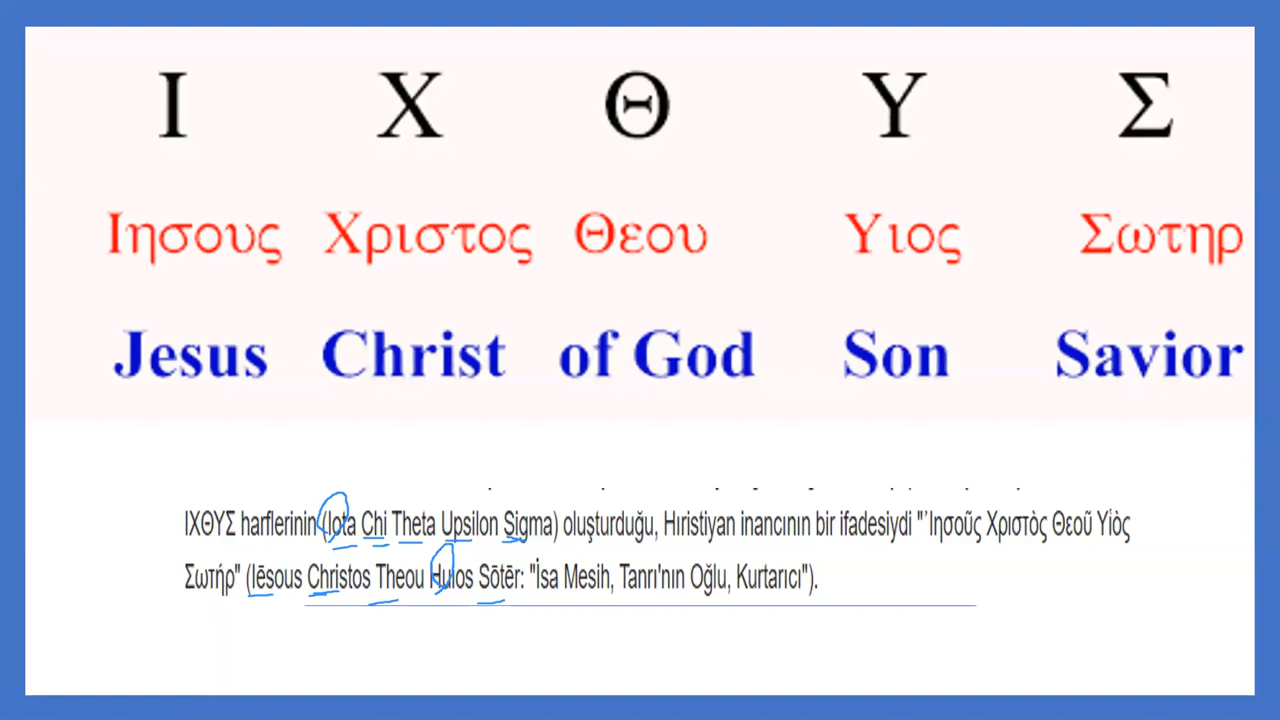 Ι Χ Θ Υ Σ
Ιησους Χριστος Θεου Υιος Σωτηρ
Jesus Christ of God Son Savior
ΙΧΘΥΣ harflerinin (Iota Chi Theta Upsilon Sigma) oluşturduğu, Hıristiyan inancının bir ifadesiydi "᾿Ιησοῦς Χριστὸς Θεοῦ Υἱὸς
Σωτήρ" (Iēsous Christos Theou Huios Sōtēr: "İsa Mesih, Tanrı'nın Oğlu, Kurtarıcı").